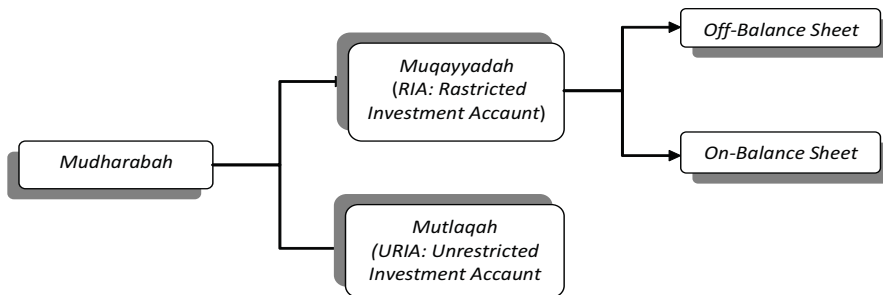 Mudharabah
Muqayyadah
(RIA: Rastricted
Investment Accaunt)
Mutlaqah
(URIA: Unrestricted
Investment Accaunt
Off-Balance Sheet
On-Balance Sheet